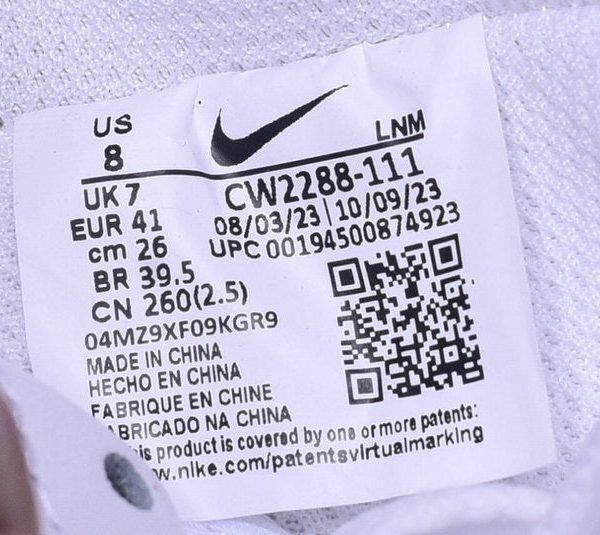 US
8
LNM
UK 7
CW2288-111
EUR 41
08/03/23 | 10/09/23
cm 26
UPC 00194500874923
BR 39.5
CN 260(2.5)
04MZ9XF09KGR9
MADE IN CHINA
HECHO EN CHINA
FABRIQUE EN CHINE
ABRICADO NA CHINA
is product is covered by one or more patents:
w.nike.com/patentsvirtualmarking